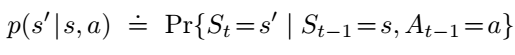 p(s′|s, a) ≐ Pr{S_t = s′ | S_{t−1} = s, A_{t−1} = a}